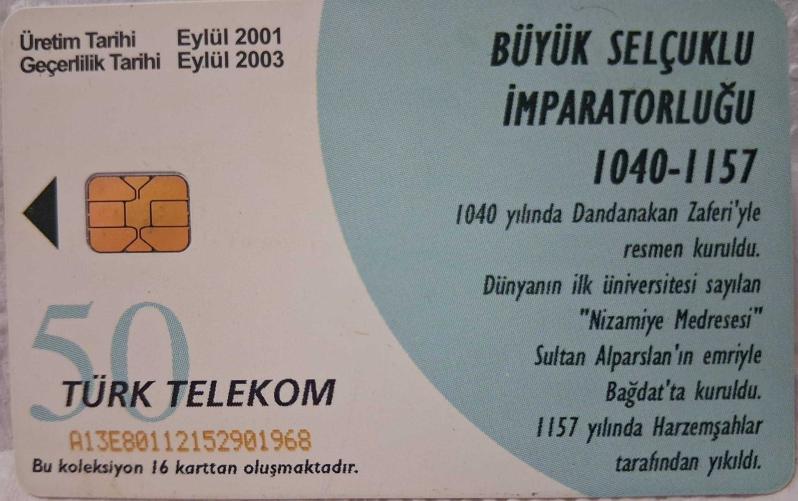 Üretim Tarihi Eylül 2001
Geçerlilik Tarihi Eylül 2003
BÜYÜK SELÇUKLU
İMPARATORLUĞU
1040-1157
1040 yılında Dandanakan Zaferi'yle
resmen kuruldu.
Dünyanın ilk üniversitesi sayılan
"Nizamiye Medresesi"
Sultan Alparslan'ın emriyle
Bağdat'ta kuruldu.
1157 yılında Harzemşahlar
tarafından yıkıldı.
50
TÜRK TELEKOM
A13E80112152901968
Bu koleksiyon 16 karttan oluşmaktadır.